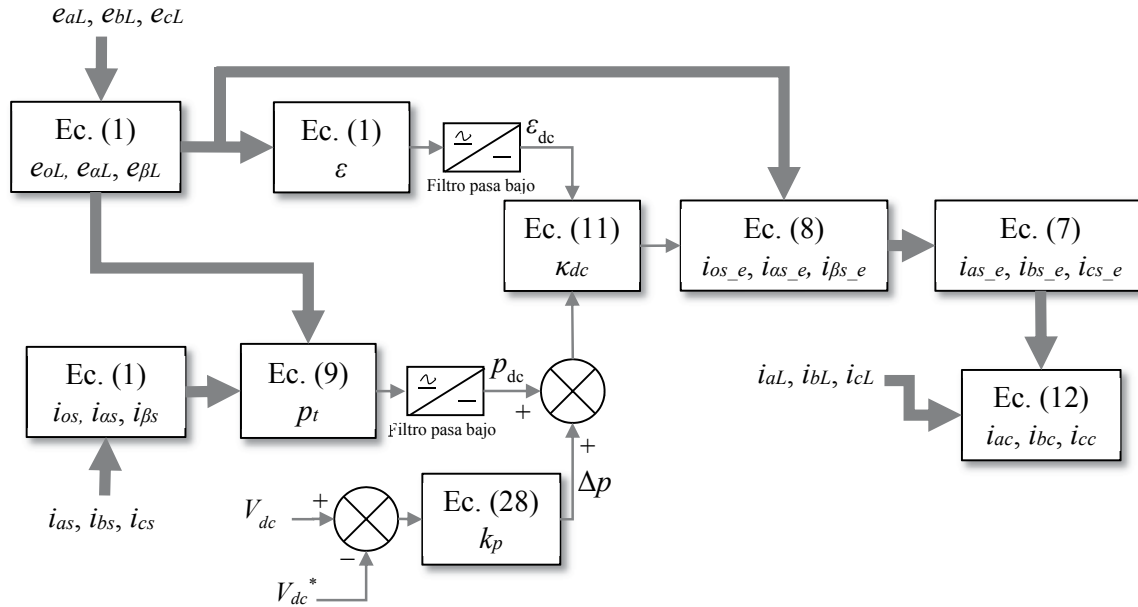 eaL, ebL, ecL
Ec. (1)
eoL, eαL, eβL
Ec. (1)
ε
εdc
Filtro pasa bajo
Ec. (11)
κdc
Ec. (8)
ios_e, iαs_e, iβs_e
Ec. (7)
ias_e, ibs_e, ics_e
Ec. (1)
ios, iαs, iβs
Ec. (9)
pt
pdc
+
Filtro pasa bajo
iaL, ibL, icL
Ec. (12)
iac, ibc, icc
+
Δp
ias, ibs, ics
Vdc
+
−
Vdc*
Ec. (28)
kp